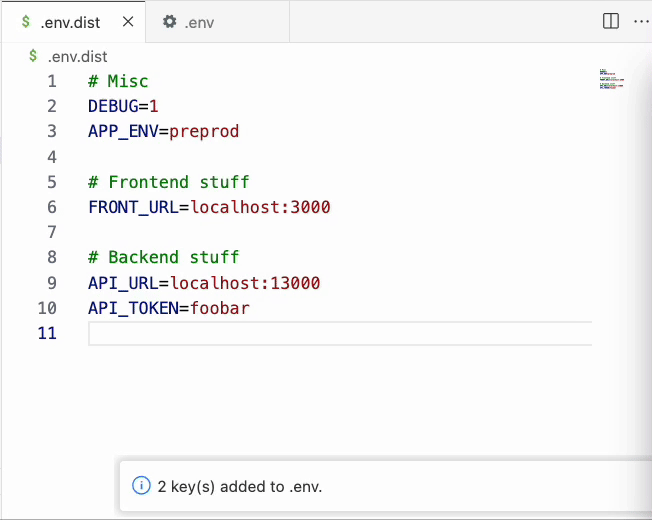 $ .env.dist
.env
$ .env.dist
1 # Misc
2 DEBUG=1
3 APP_ENV=preprod
4
5 # Frontend stuff
6 FRONT_URL=localhost:3000
7
8 # Backend stuff
9 API_URL=localhost:13000
10 API_TOKEN=foobar
11
2 key(s) added to .env.